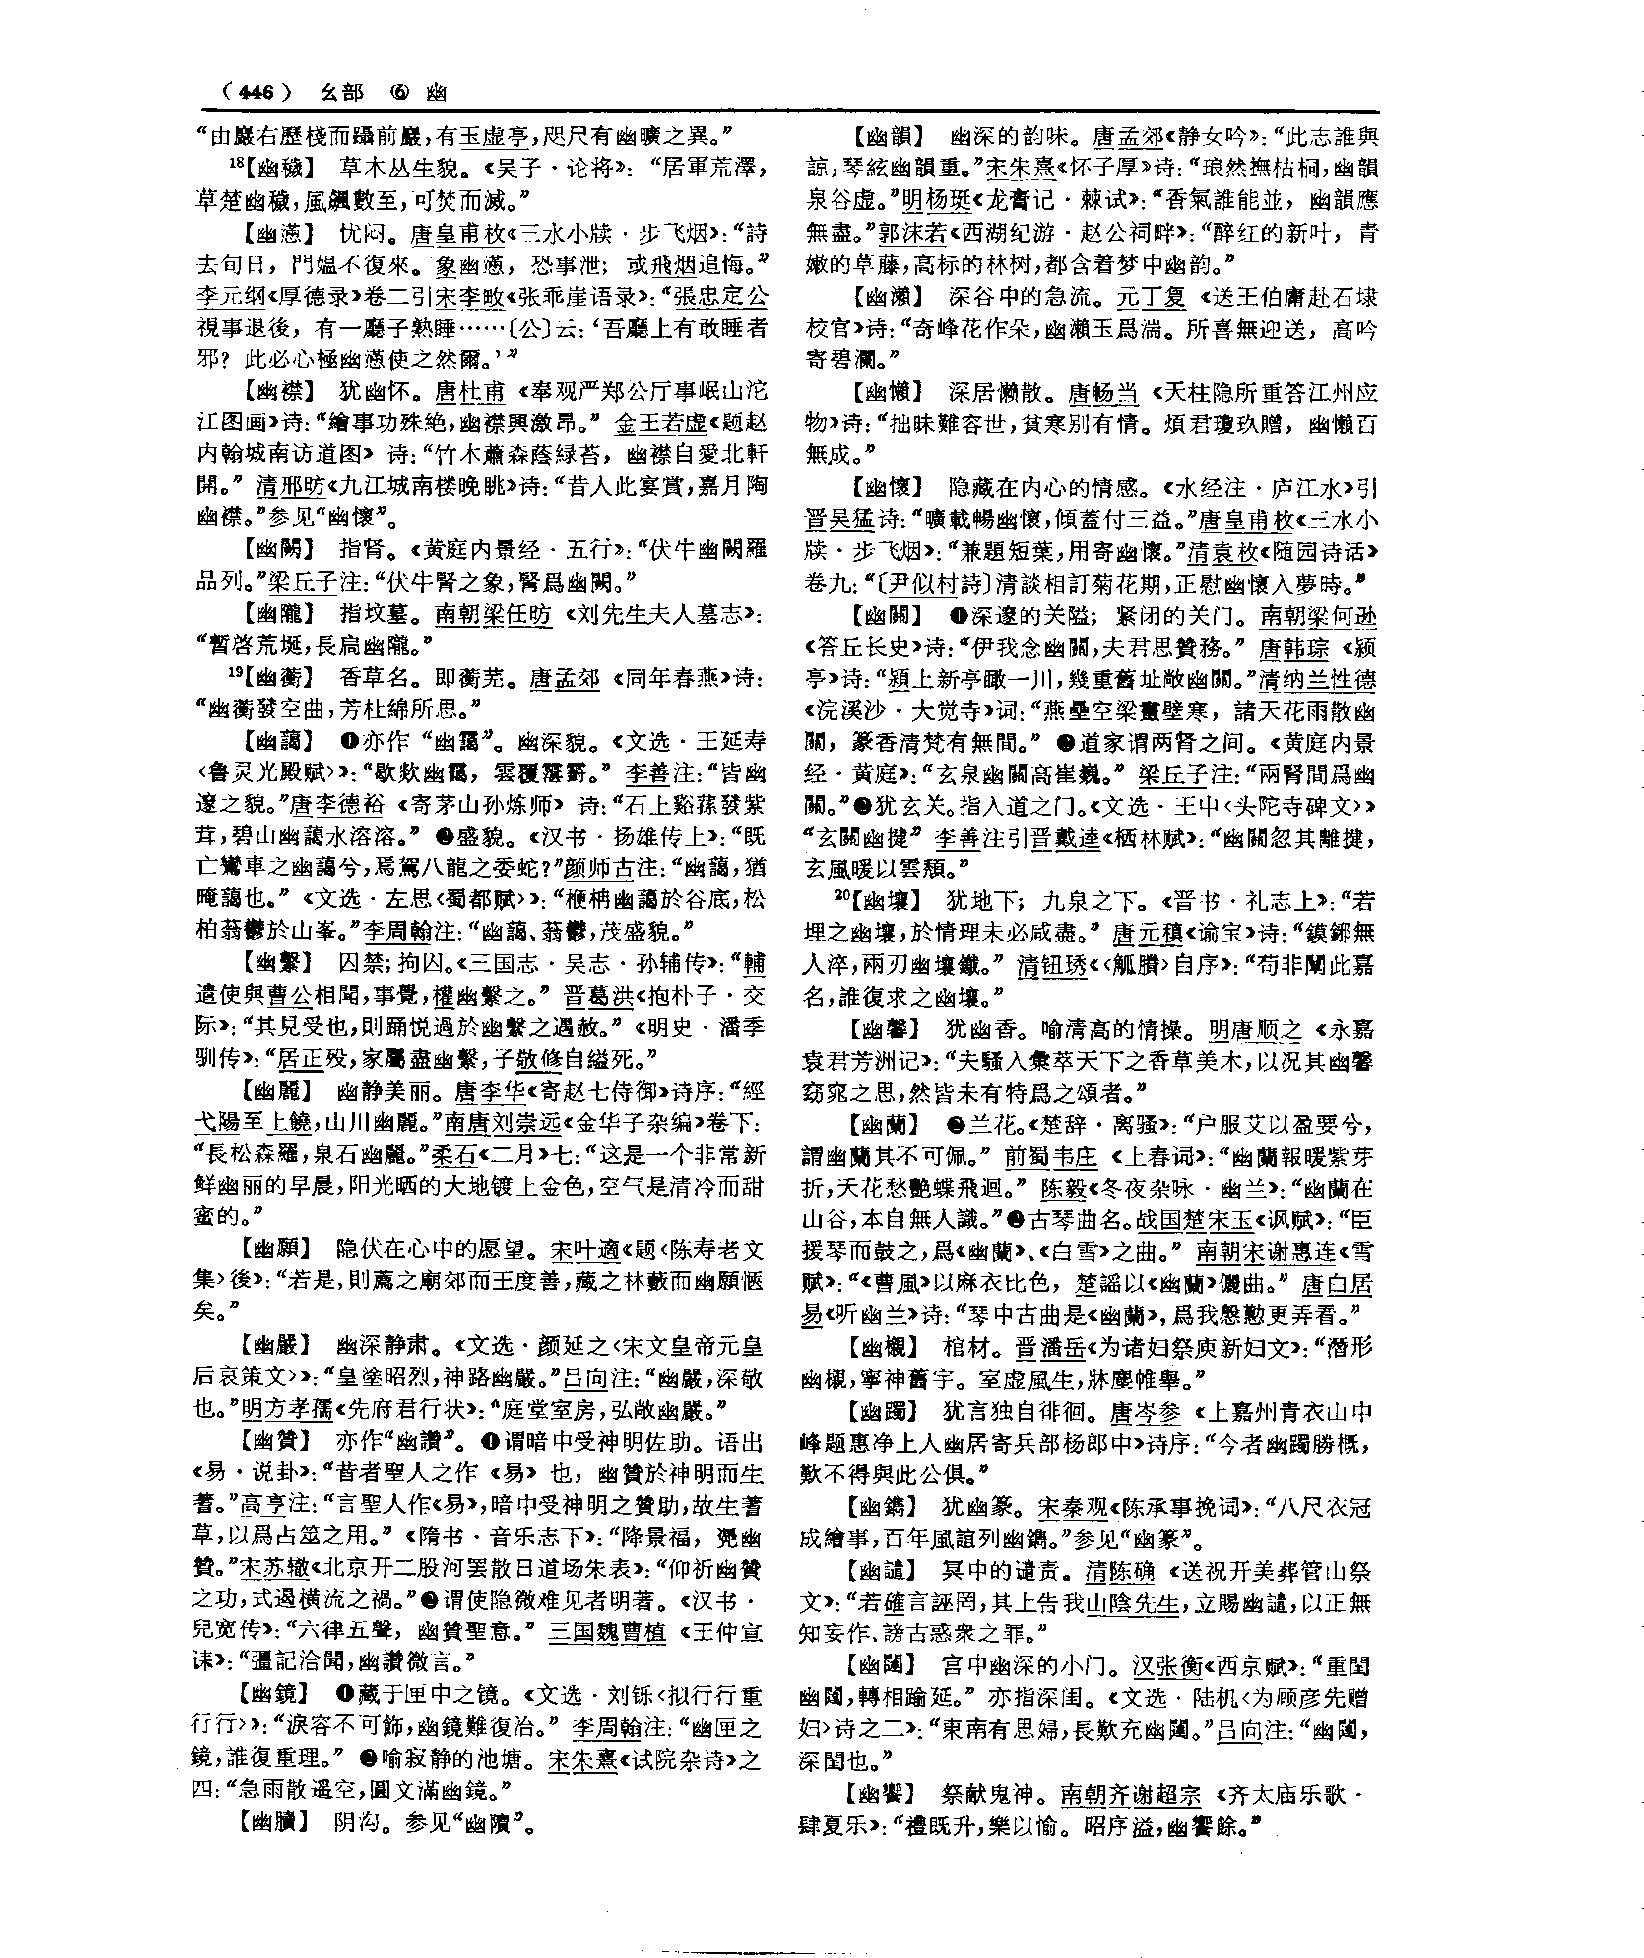 （446） 幺部 ⑥ 幽
“由巖右歷棧而躡前巖，有玉虚亭，咫尺有幽曠之異。”
18【幽穢】 草木丛生貌。《吴子·论将》：“居軍荒澤，
草楚幽穢，風飆數至，可焚而滅。”
【幽懣】 忧闷。唐皇甫枚《三水小牍·步飞烟》：“詩
去旬日，門媪不復來。象幽懣，恐事泄；或飛烟追悔。”
李元纲《厚德录》卷二引宋李畋《张乖崖语录》：“張忠定公
視事退後，有一廳子熟睡……〔公〕云：‘吾廳上有敢睡者
邪？此必心極幽懣使之然爾。’”
【幽襟】 犹幽怀。唐杜甫《奉观严郑公厅事岷山沱
江图画》诗：“繪事功殊絶，幽襟興激昂。”金王若虚《题赵
内翰城南访道图》诗：“竹木蕭森蔭緑苔，幽襟自愛北軒
開。”清邢昉《九江城南楼晚眺》诗：“昔人此宴賞，嘉月陶
幽襟。”参见“幽懷”。
【幽闕】 指肾。《黄庭内景经·五行》：“伏牛幽闕羅
品列。”梁丘子注：“伏牛腎之象，腎爲幽闕。”
【幽隴】 指坟墓。南朝梁任昉《刘先生夫人墓志》：
“暫啓荒埏，長扃幽隴。”
19【幽蘅】 香草名。即蘅芜。唐孟郊《同年春燕》诗：
“幽蘅發空曲，芳杜綿所思。”
【幽藹】 ❶亦作“幽靄”。幽深貌。《文选·王延寿
〈鲁灵光殿赋〉》：“歇欻幽靄，雲覆霮䨴。”李善注：“皆幽
邃之貌。”唐李德裕《寄茅山孙炼师》诗：“石上谿蓀發紫
茸，碧山幽藹水溶溶。”❷盛貌。《汉书·扬雄传上》：“既
亡鸞車之幽藹兮，焉駕八龍之委蛇？”颜师古注：“幽藹，猶
晻藹也。”《文选·左思〈蜀都赋〉》：“楩柟幽藹於谷底，松
柏蓊鬱於山峯。”李周翰注：“幽藹、蓊鬱，茂盛貌。”
【幽繫】 囚禁；拘囚。《三国志·吴志·孙辅传》：“輔
遣使與曹公相聞，事覺，權幽繫之。”晋葛洪《抱朴子·交
际》：“其兒受也，則踊悦過於幽繫之遇赦。”《明史·潘季
驯传》：“居正殁，家屬盡幽繫，子敬修自縊死。”
【幽麗】 幽静美丽。唐李华《寄赵七侍御》诗序：“經
弋陽至上饒，山川幽麗。”南唐刘崇远《金华子杂编》卷下：
“長松森羅，泉石幽麗。”柔石《二月》七：“这是一个非常新
鲜幽丽的早晨，阳光晒的大地镀上金色，空气是清冷而甜
蜜的。”
【幽願】 隐伏在心中的愿望。宋叶適《题〈陈寿老文
集〉後》：“若是，則薦之廟郊而王度善，藏之林藪而幽願愜
矣。”
【幽嚴】 幽深静肃。《文选·颜延之〈宋文皇帝元皇
后哀策文〉》：“皇塗昭烈，神路幽嚴。”吕向注：“幽嚴，深敬
也。”明方孝孺《先府君行状》：“庭堂室房，弘敞幽嚴。”
【幽贊】 亦作“幽讚”。❶谓暗中受神明佐助。语出
《易·说卦》：“昔者聖人之作《易》也，幽贊於神明而生
蓍。”高亨注：“言聖人作《易》，暗中受神明之贊助，故生蓍
草，以爲占筮之用。”《隋书·音乐志下》：“降景福，凴幽
贊。”宋苏辙《北京开二股河罢散日道场朱表》：“仰祈幽贊
之功，式遏横流之禍。”❷谓使隐微难见者明著。《汉书·
兒宽传》：“六律五聲，幽贊聖意。”三国魏曹植《王仲宣
诔》：“彊記洽聞，幽讚微言。”
【幽鏡】 ❶藏于匣中之镜。《文选·刘铄〈拟行行重
行行〉》：“淚容不可飾，幽鏡難復治。”李周翰注：“幽匣之
鏡，誰復重理。”❷喻寂静的池塘。宋朱熹《试院杂诗》之
四：“急雨散遥空，圓文滿幽鏡。”
【幽牘】 阴沟。参见“幽隫”。
【幽韻】 幽深的韵味。唐孟郊《静女吟》：“此志誰與
諒，琴絃幽韻重。”宋朱熹《怀子厚》诗：“琅然撫枯桐，幽韻
泉谷虚。”明杨珽《龙膏记·棘试》：“香氣誰能並，幽韻應
無盡。”郭沫若《西湖纪游·赵公祠畔》：“醉红的新叶，青
嫩的草藤，高标的林树，都含着梦中幽韵。”
【幽瀨】 深谷中的急流。元丁复《送王伯庸赴石埭
校官》诗：“奇峰花作朵，幽瀨玉爲湍。所喜無迎送，高吟
寄碧瀾。”
【幽懶】 深居懒散。唐畅当《天柱隐所重答江州应
物》诗：“拙昧難容世，貧寒别有情。煩君瓊玖贈，幽懶百
無成。”
【幽懷】 隐藏在内心的情感。《水经注·庐江水》引
晋吴猛诗：“曠載暢幽懷，傾蓋付三益。”唐皇甫枚《三水小
牍·步飞烟》：“兼題短葉，用寄幽懷。”清袁枚《随园诗话》
卷九：“〔尹似村詩〕清談相訂菊花期，正慰幽懷入夢時。”
【幽關】 ❶深邃的关隘；紧闭的关门。南朝梁何逊
《答丘长史》诗：“伊我念幽關，夫君思贊務。”唐韩琮《颍
亭》诗：“潁上新亭瞰一川，幾重舊址敞幽關。”清纳兰性德
《浣溪沙·大觉寺》词：“燕壘空梁畫壁寒，諸天花雨散幽
關，篆香清梵有無間。”❷道家谓两肾之间。《黄庭内景
经·黄庭》：“玄泉幽關高崔巍。”梁丘子注：“兩腎間爲幽
關。”❸犹玄关。指入道之门。《文选·王屮〈头陀寺碑文〉》
“玄關幽揵”李善注引晋戴逵《栖林赋》：“幽關忽其離揵，
玄風暖以雲頹。”
20【幽壤】 犹地下；九泉之下。《晋书·礼志上》：“若
埋之幽壤，於情理未必咸盡。”唐元稹《谕宝》诗：“鏌鋣無
人淬，兩刃幽壤鐵。”清钮琇《〈觚賸〉自序》：“苟非闡此嘉
名，誰復求之幽壤。”
【幽馨】 犹幽香。喻清高的情操。明唐顺之《永嘉
袁君芳洲记》：“夫騷人彙萃天下之香草美木，以况其幽馨
窈窕之思，然皆未有特爲之頌者。”
【幽蘭】 ❶兰花。《楚辞·离骚》：“户服艾以盈要兮，
謂幽蘭其不可佩。”前蜀韦庄《上春词》：“幽蘭報暖紫芽
折，夭花愁艷蝶飛迴。”陈毅《冬夜杂咏·幽兰》：“幽蘭在
山谷，本自無人識。”❷古琴曲名。战国楚宋玉《讽赋》：“臣
援琴而鼓之，爲《幽蘭》、《白雪》之曲。”南朝宋谢惠连《雪
赋》：“《曹風》以麻衣比色，楚謡以《幽蘭》儷曲。”唐白居
易《听幽兰》诗：“琴中古曲是《幽蘭》，爲我慇懃更弄看。”
【幽櫬】 棺材。晋潘岳《为诸妇祭庾新妇文》：“潛形
幽櫬，寧神舊宇。室虚風生，牀塵帷舉。”
【幽躅】 犹言独自徘徊。唐岑参《上嘉州青衣山中
峰题惠净上人幽居寄兵部杨郎中》诗序：“今者幽躅勝概，
歎不得與此公俱。”
【幽鐫】 犹幽篆。宋秦观《陈承事挽词》：“八尺衣冠
成繪事，百年風誼列幽鐫。”参见“幽篆”。
【幽譴】 冥中的谴责。清陈确《送祝开美葬管山祭
文》：“若確言誣罔，其上告我山陰先生，立賜幽譴，以正無
知妄作、謗古惑衆之罪。”
【幽闥】 宫中幽深的小门。汉张衡《西京赋》：“重閨
幽闥，轉相踰延。”亦指深闺。《文选·陆机〈为顾彦先赠
妇〉诗之二》：“東南有思婦，長歎充幽闥。”吕向注：“幽闥，
深閨也。”
【幽饗】 祭献鬼神。南朝齐谢超宗《齐太庙乐歌·
肆夏乐》：“禮既升，樂以愉。昭序溢，幽饗餘。”